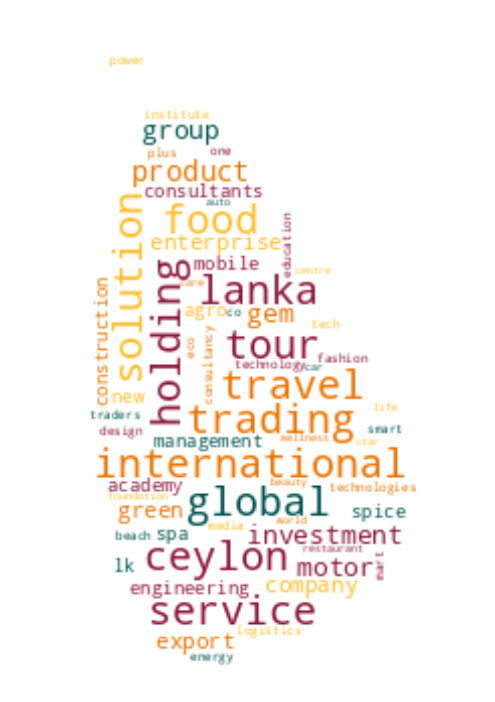 power
institute
group
plus
one
product
consultants
auto
solution
food
education
enterprise
holding
mobile
centre
construction
care
lanka
agro
co
gem
tech
eco
consultancy
tour
fashion
technology
car
travel
new
life
traders
trading
smart
design
management
wellness
star
international
academy
beauty
technologies
foundation
global
green
spice
world
media
beach
spa
investment
restaurant
ceylon
lk
motor
mart
engineering
company
service
logistics
export
energy